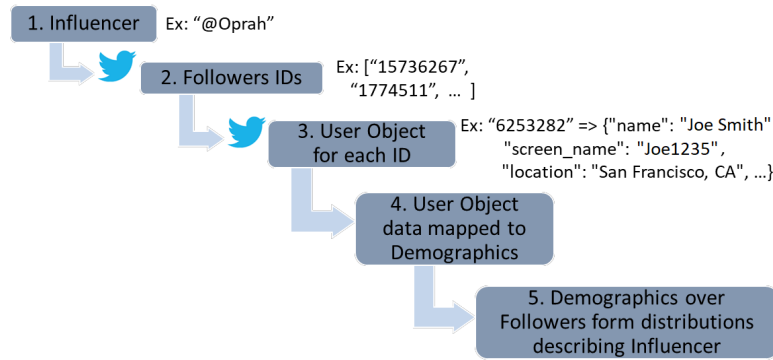 1. Influencer
Ex: “@Oprah”
2. Followers IDs
Ex: [“15736267”,
“1774511”, … ]
3. User Object
for each ID
Ex: “6253282” => {"name": "Joe Smith"
"screen_name": "Joe1235",
"location": "San Francisco, CA", …}
4. User Object
data mapped to
Demographics
5. Demographics over
Followers form distributions
describing Influencer